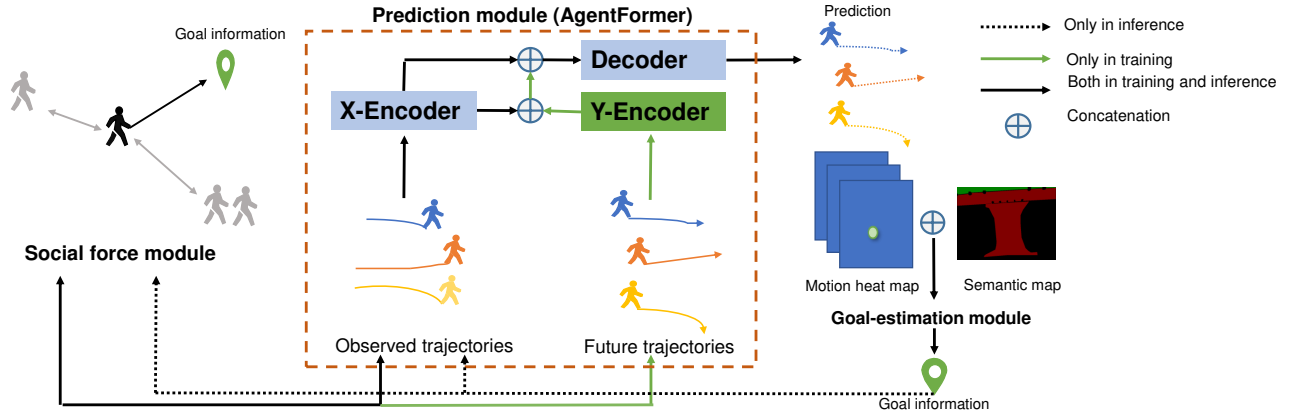 Prediction module (AgentFormer)
Goal information
Social force module
Decoder
X-Encoder
Y-Encoder
Observed trajectories
Future trajectories
Prediction
Motion heat map
Semantic map
Goal-estimation module
Goal information
Only in inference
Only in training
Both in training and inference
Concatenation